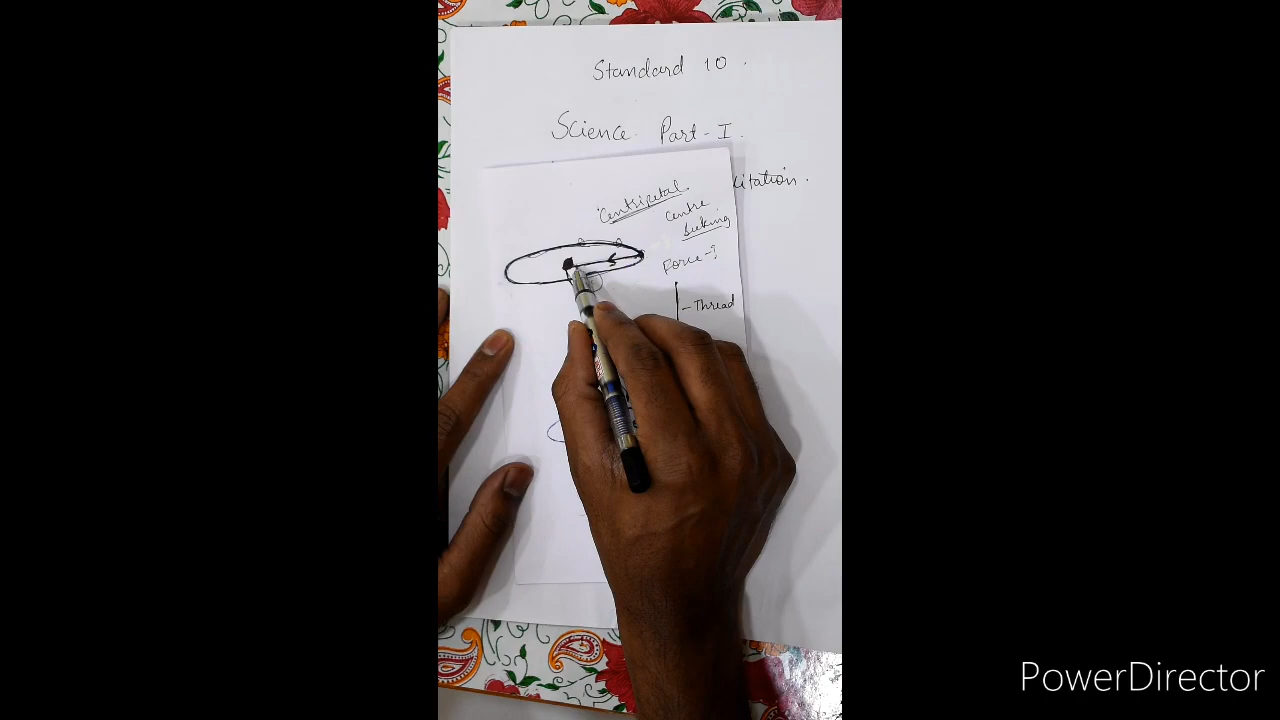 Standard 10.
Science. Part-I.
itation.
Centripetal
Centre
Seeking
Force-?
- Thread
PowerDirector